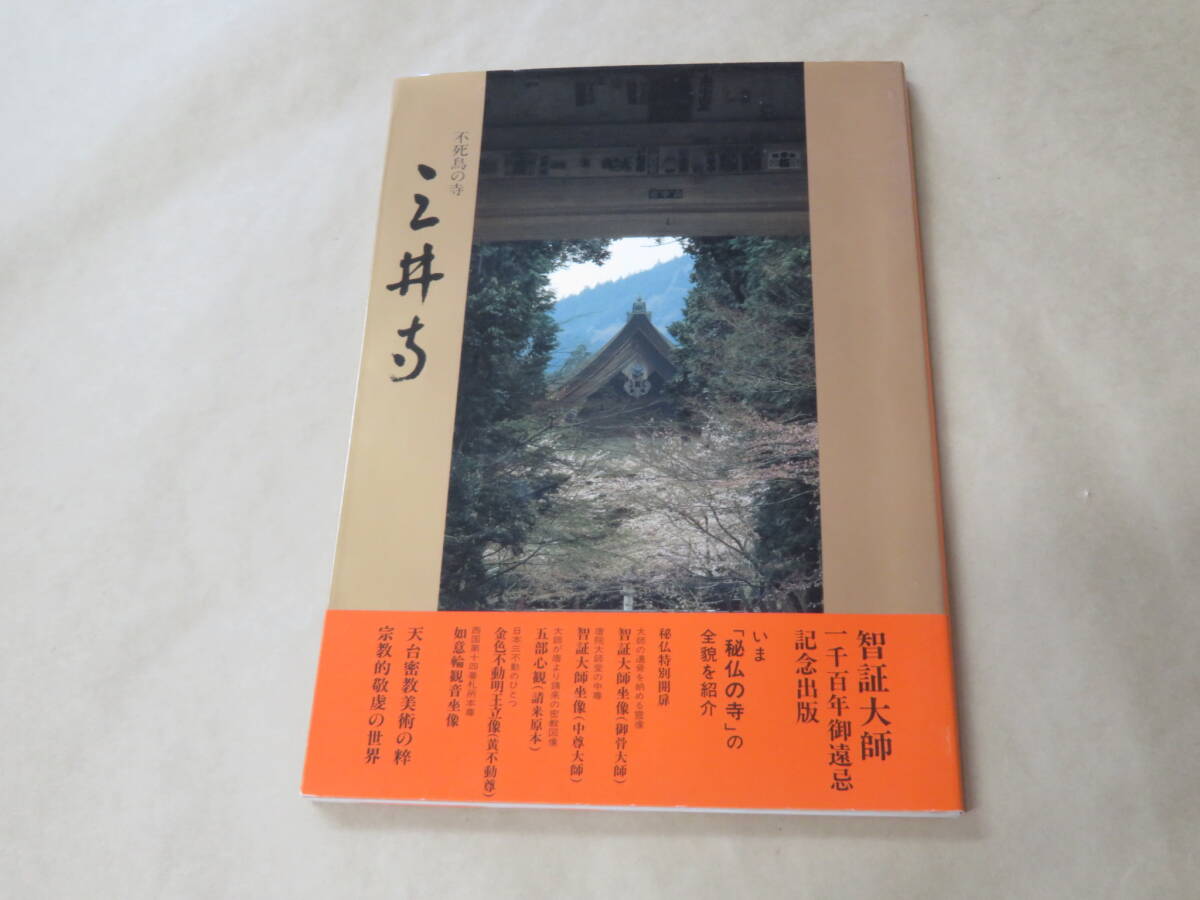 不死鳥の寺
三井寺
智証大師
一千百年御遠忌
記念出版
いま
「秘仏の寺」の
全貌を紹介
秘仏特別開扉
大師の遺骨を納める霊像
智証大師坐像(御骨大師)
唐院大師堂の中尊
智証大師坐像(中尊大師)
大師が唐より請来の密教図像
五部心観(請来原本)
日本三不動のひとつ
金色不動明王立像(黄不動尊)
西国第十四番札所本尊
如意輪観音坐像
天台密教美術の粋
宗教的敬虔の世界